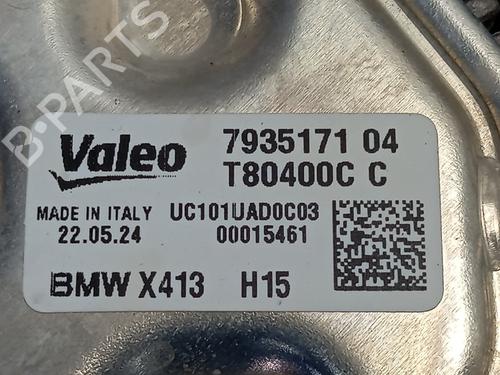 B-PARTS
Valeo 7935171 04
T80400C C
MADE IN ITALY UC101UAD0C03
22.05.24 00015461
BMW X413 H15